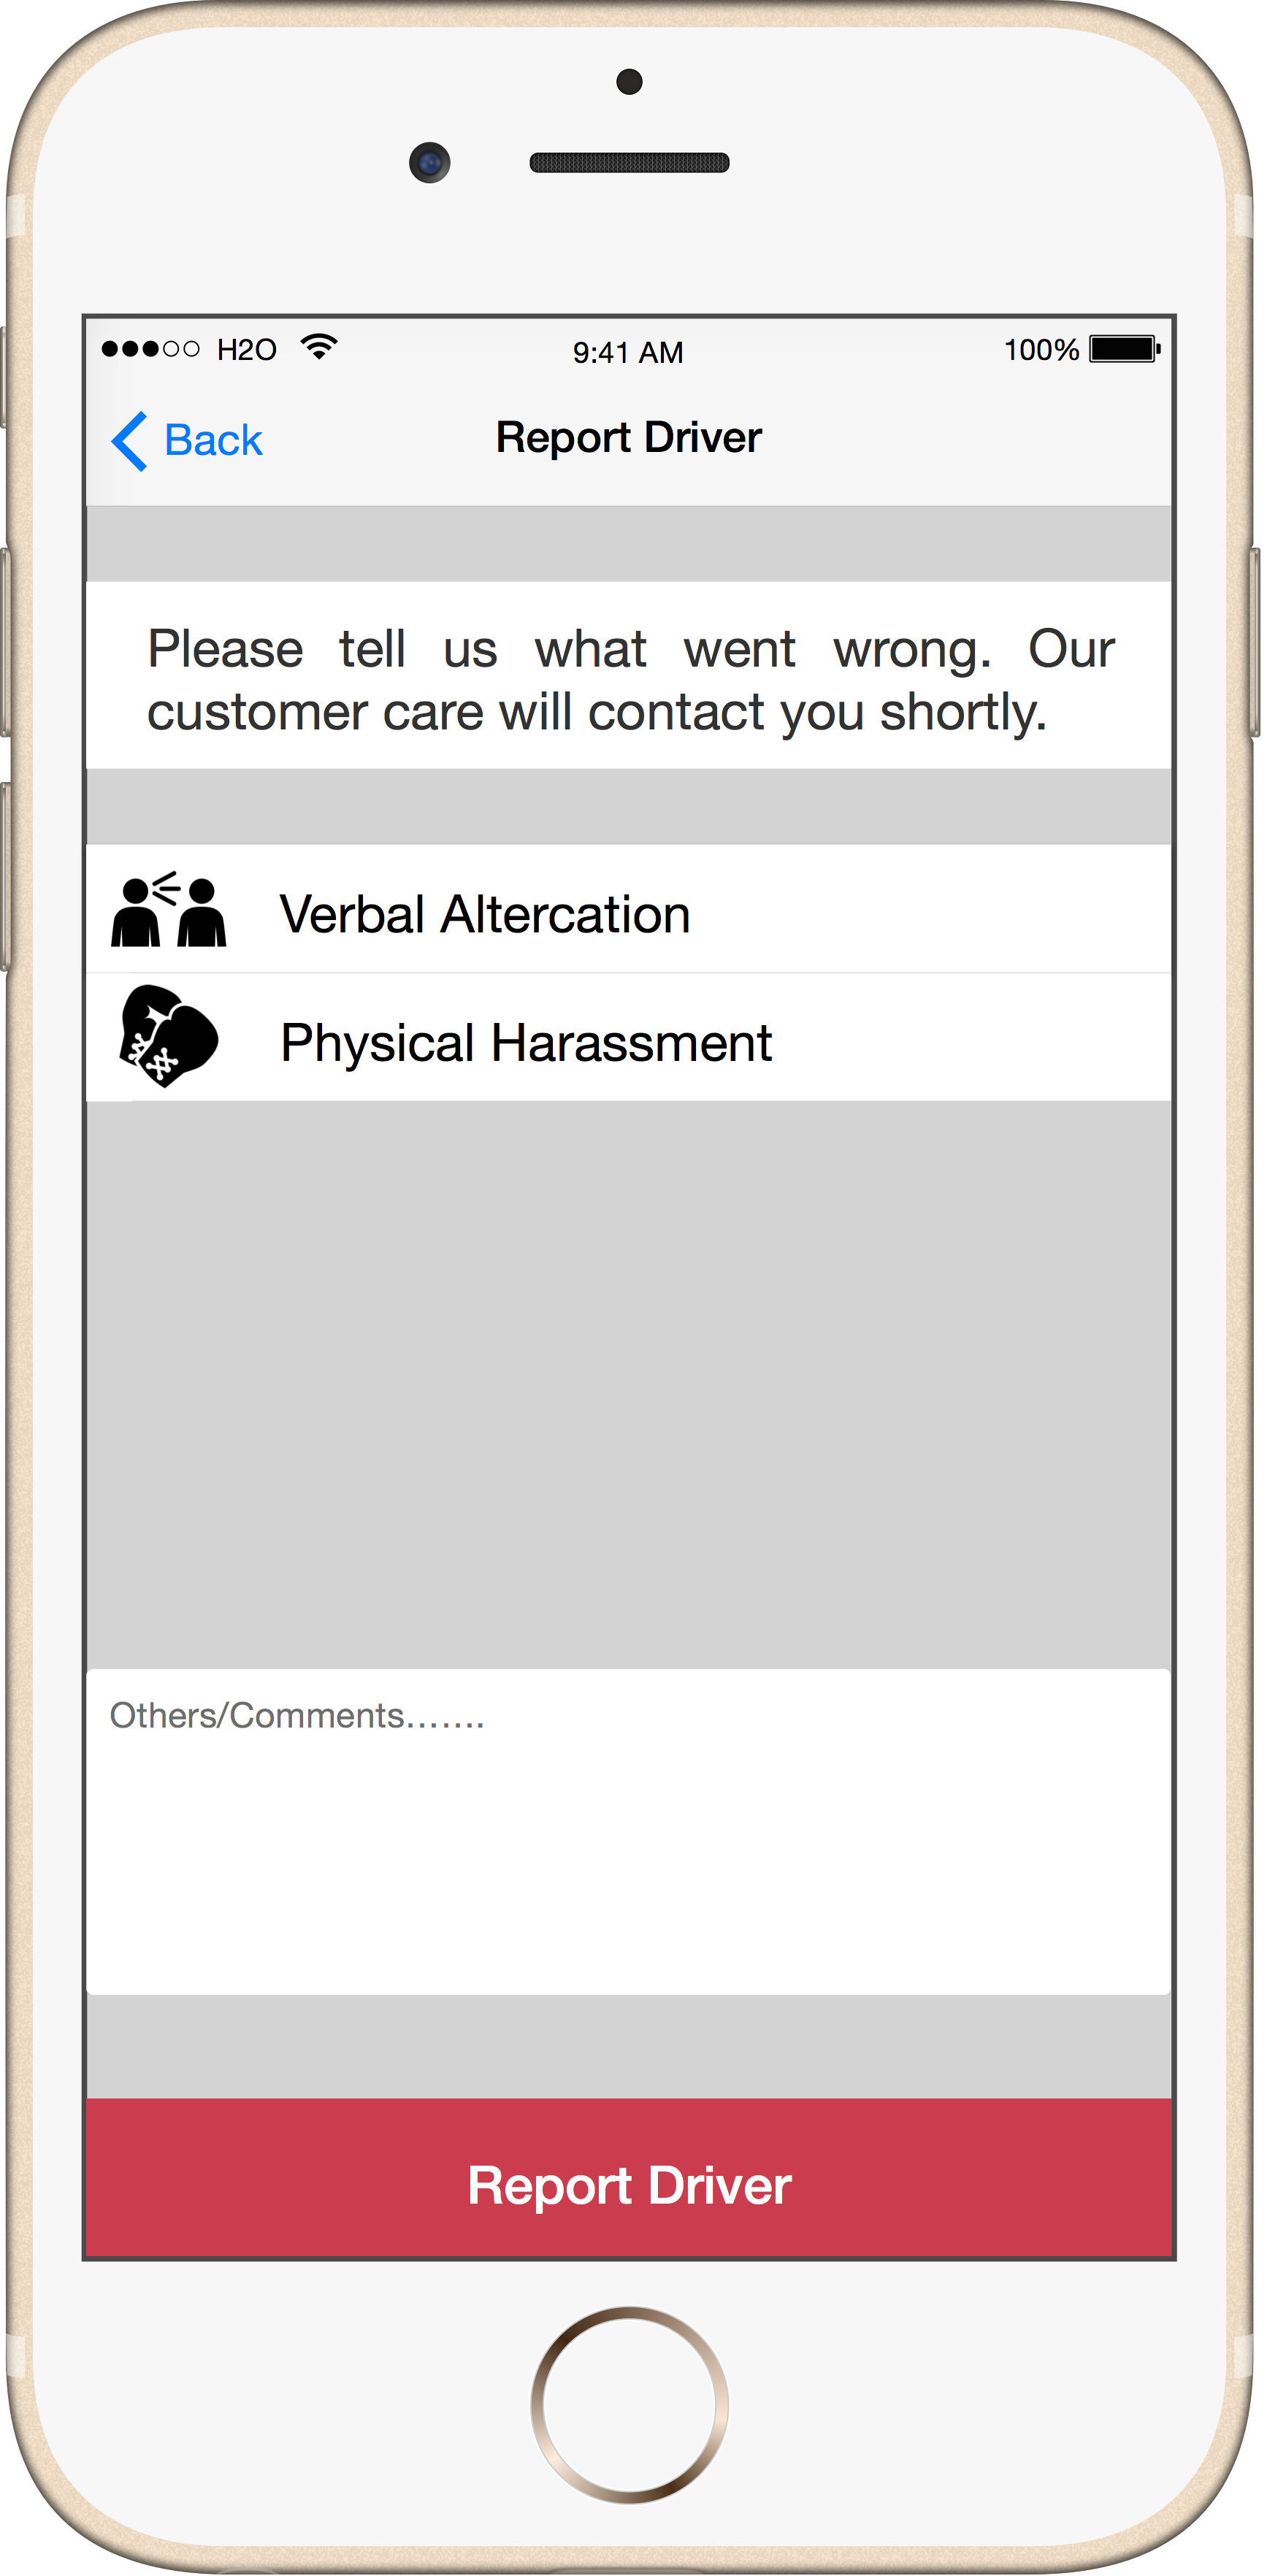 H2O 9:41 AM 100%
Back Report Driver
Please tell us what went wrong. Our
customer care will contact you shortly.
Verbal Altercation
Physical Harassment
Others/Comments.......
Report Driver